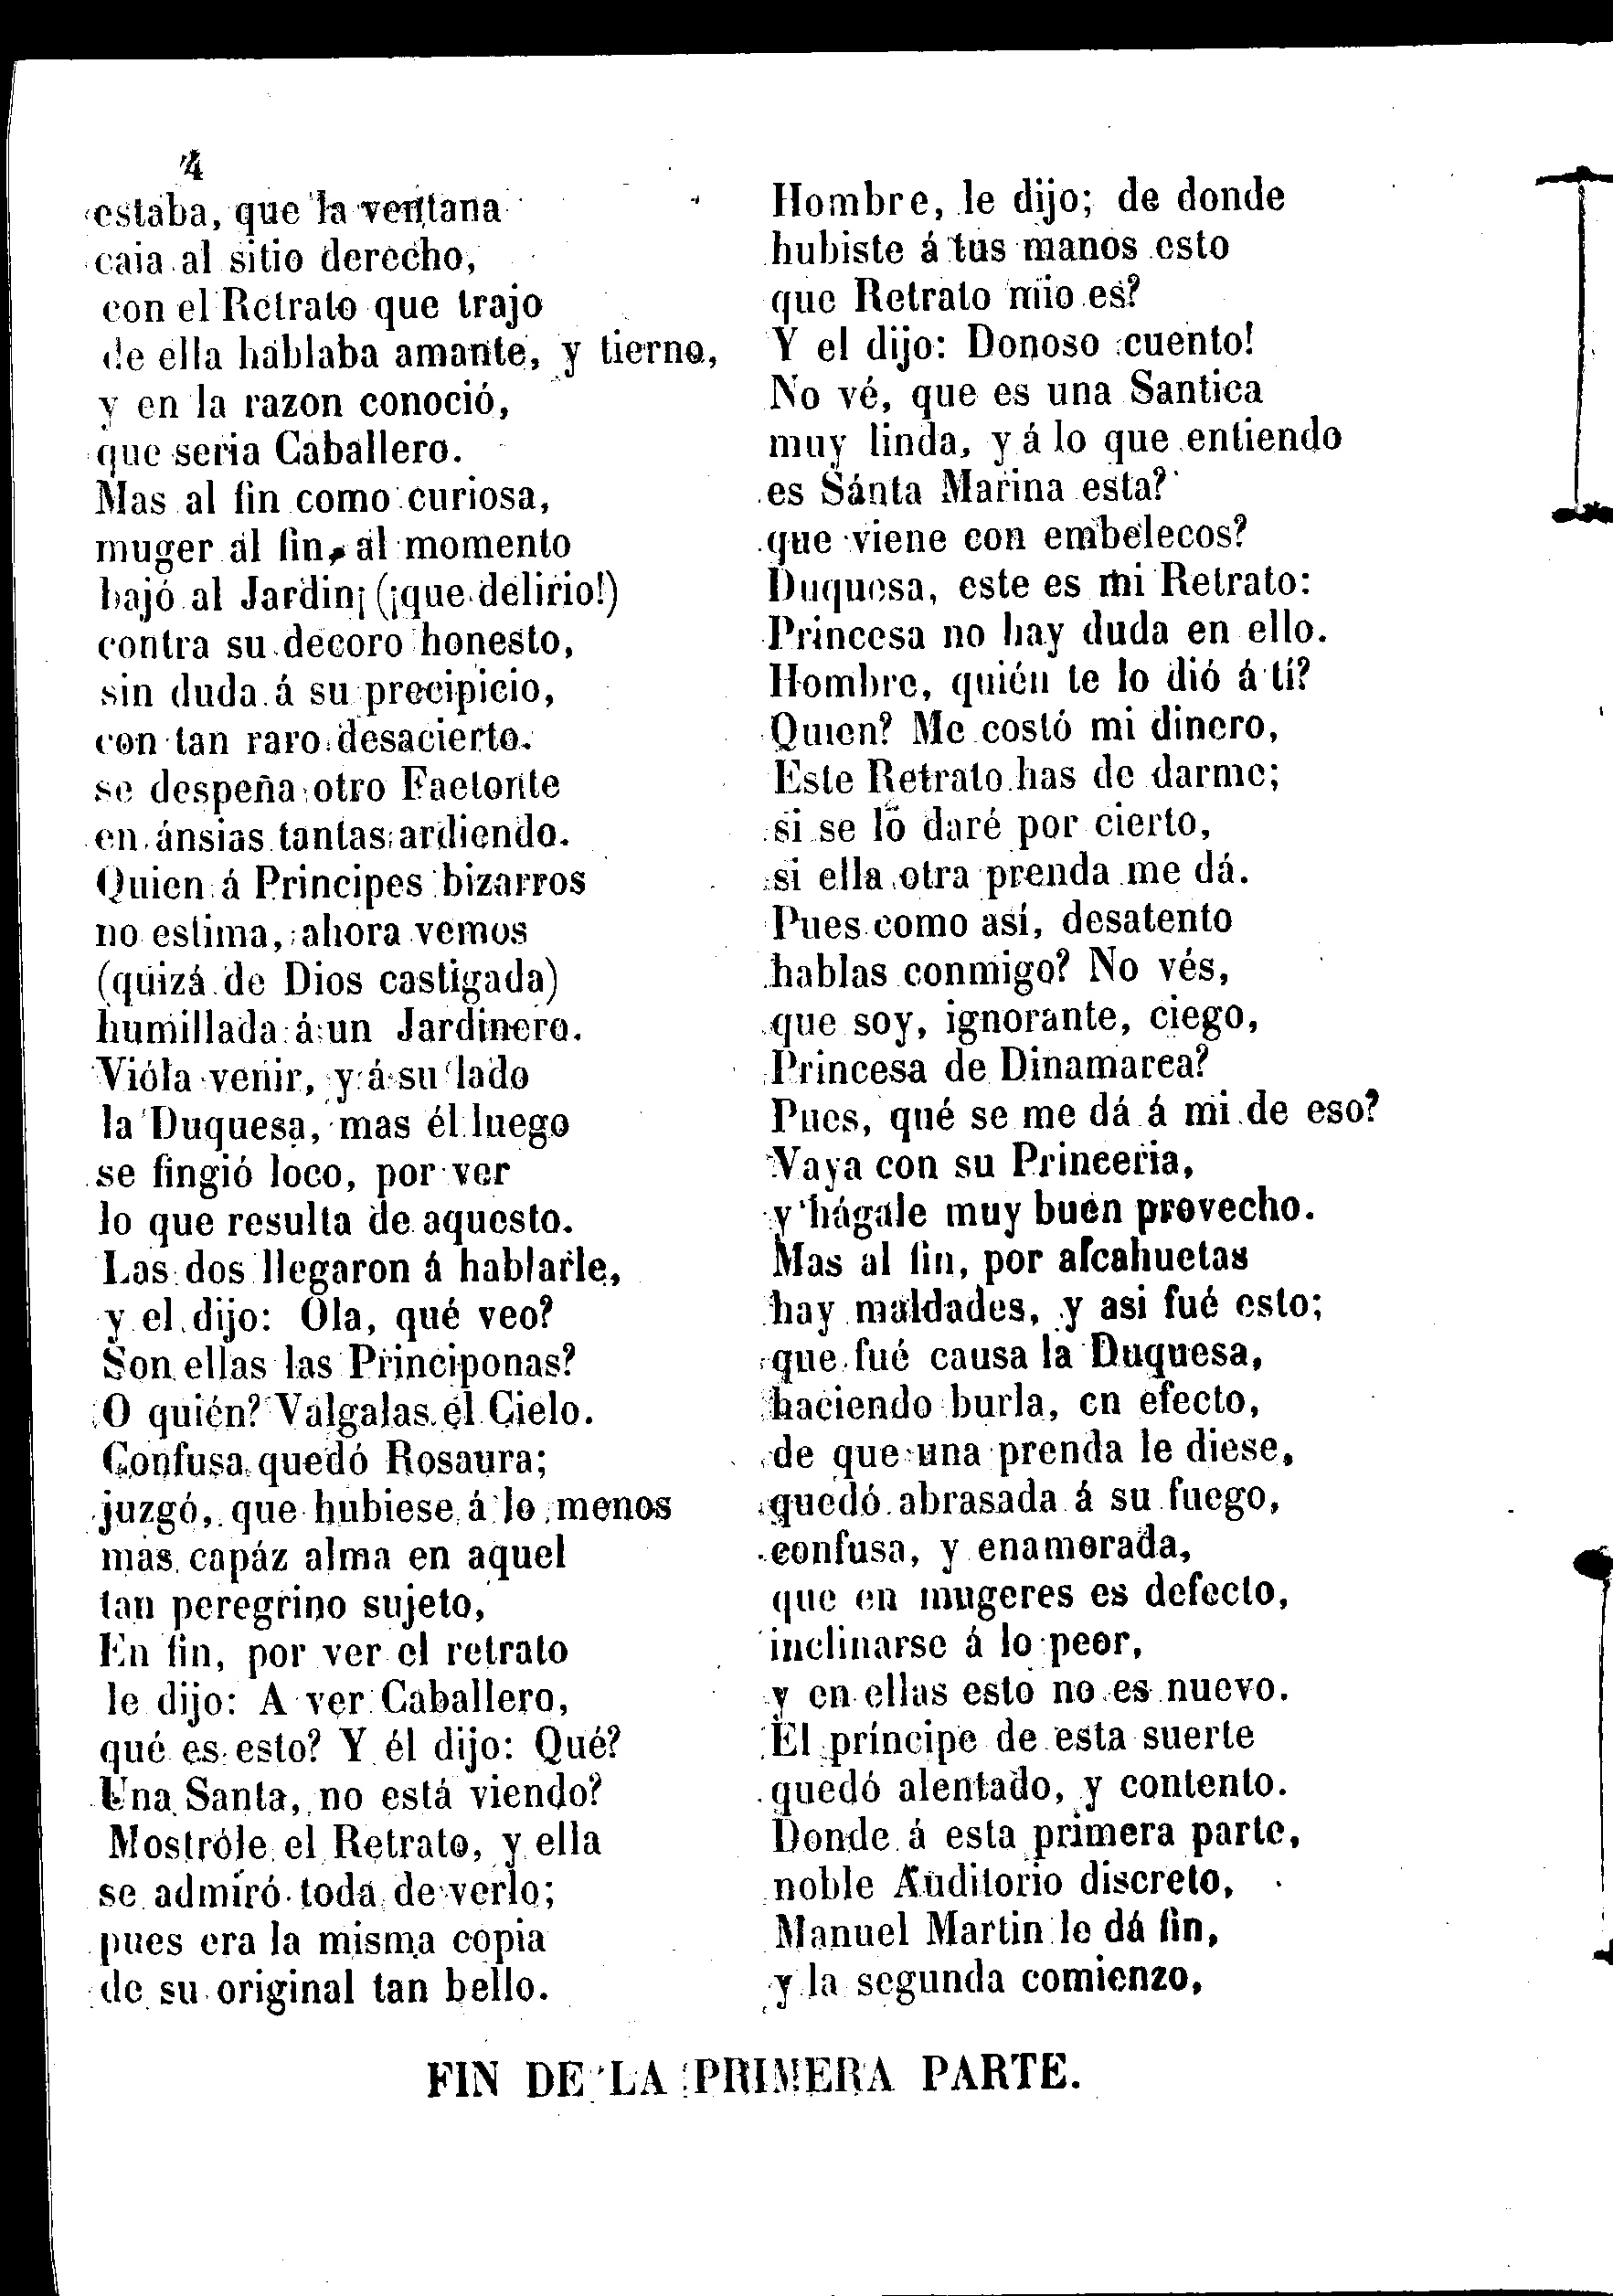 4
estaba, que la ventana
caia al sitio derecho,
con el Retrato que trajo
de ella hablaba amante, y tierno,
y en la razon conoció,
que seria Caballero.
Mas al fin como curiosa,
muger al fin, al momento
bajó al Jardin; (¡que delirio!)
contra su decoro honesto,
sin duda á su precipicio,
con tan raro desacierto.
se despeña otro Faetonte
en ánsias tantas ardiendo.
Quien á Principes bizarros
no estima, ahora vemos
(quizá de Dios castigada)
humillada á un Jardinero.
Vióla venir, y á su lado
la Duquesa, mas él luego
se fingió loco, por ver
lo que resulta de aquesto.
Las dos llegaron á hablarle,
y el dijo: Ola, qué veo?
Son ellas las Principonas?
O quién? Valgalas el Cielo.
Confusa quedó Rosaura;
juzgó, que hubiese á lo menos
mas capáz alma en aquel
tan peregrino sujeto,
En fin, por ver el retrato
le dijo: A ver Caballero,
qué es esto? Y él dijo: Qué?
Una Santa, no está viendo?
Mostróle el Retrato, y ella
se admiró toda de verlo;
pues era la misma copia
de su original tan bello.
Hombre, le dijo; de donde
hubiste á tus manos esto
que Retrato mio es?
Y el dijo: Donoso cuento!
No vé, que es una Santica
muy linda, y á lo que entiendo
es Sánta Marina esta?
que viene con embelecos?
Duquesa, este es mi Retrato:
Princesa no hay duda en ello.
Hombre, quién te lo dió á tí?
Quien? Me costó mi dinero,
Este Retrato has de darme;
si se lo daré por cierto,
si ella otra prenda me dá.
Pues como así, desatento
hablas conmigo? No vés,
que soy, ignorante, ciego,
Princesa de Dinamarca?
Pues, qué se me dá á mi de eso?
Vaya con su Princeria,
y hágale muy buen provecho.
Mas al fin, por alcahuetas
hay maldades, y asi fué esto;
que fué causa la Duquesa,
haciendo burla, en efecto,
de que una prenda le diese,
quedó abrasada á su fuego,
confusa, y enamorada,
que en mugeres es defecto,
inclinarse á lo peor,
y en ellas esto no es nuevo.
El príncipe de esta suerte
quedó alentado, y contento.
Donde á esta primera parte,
noble Auditorio discreto,
Manuel Martin le dá fin,
y la segunda comienzo,
FIN DE LA PRIMERA PARTE.